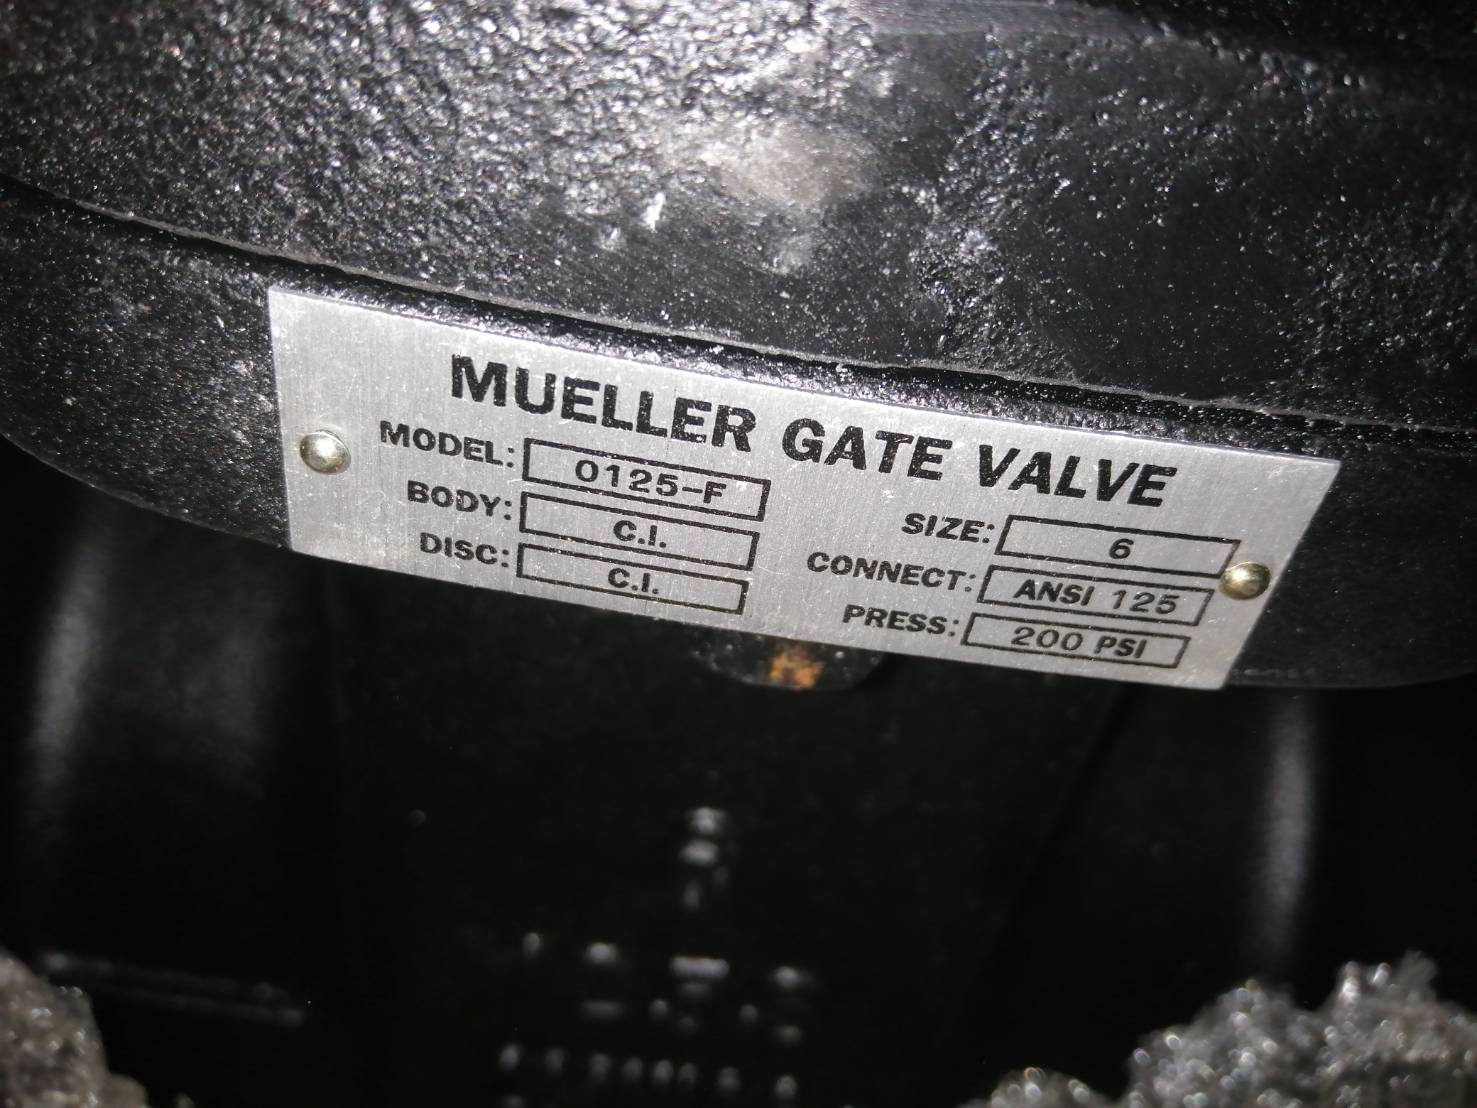 MUELLER GATE VALVE
MODEL: 0125-F
BODY: C.I.
DISC: C.I.
SIZE: 6
CONNECT: ANSI 125
PRESS: 200 PSI